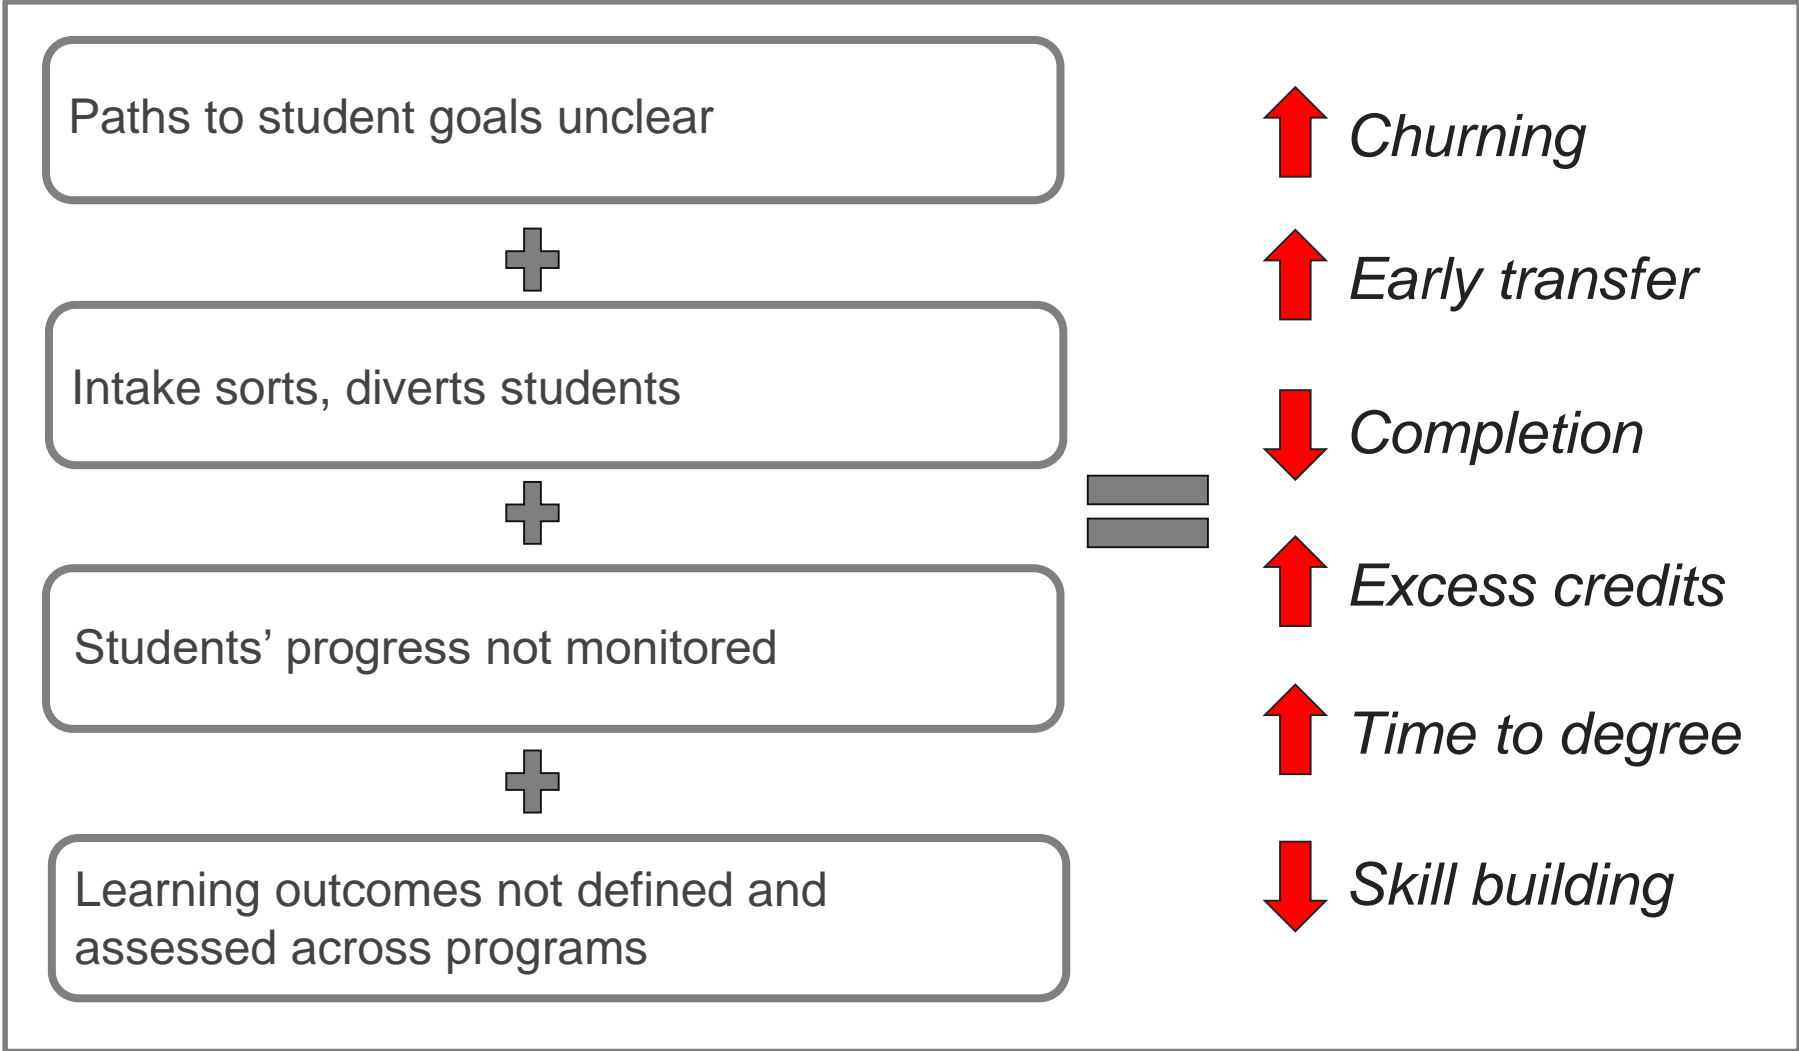 Paths to student goals unclear
Intake sorts, diverts students
Students’ progress not monitored
Learning outcomes not defined and
assessed across programs
Churning
Early transfer
Completion
Excess credits
Time to degree
Skill building